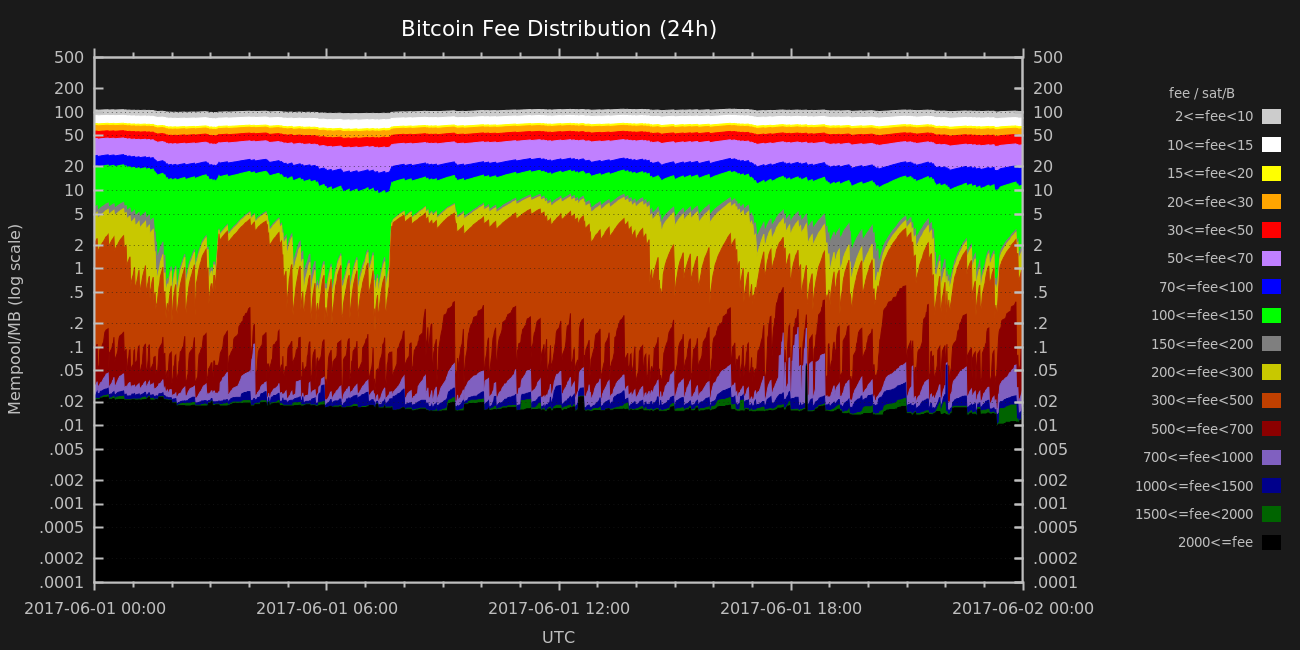 Bitcoin Fee Distribution (24h)
500
200
100
50
20
10
5
2
1
.5
.2
.1
.05
.02
.01
.005
.002
.001
.0005
.0002
.0001
Mempool/MB (log scale)
500
200
100
50
20
10
5
2
1
.5
.2
.1
.05
.02
.01
.005
.002
.001
.0005
.0002
.0001
2017-06-01 00:00 2017-06-01 06:00 2017-06-01 12:00 2017-06-01 18:00 2017-06-02 00:00
UTC
fee / sat/B
2<=fee<10
10<=fee<15
15<=fee<20
20<=fee<30
30<=fee<50
50<=fee<70
70<=fee<100
100<=fee<150
150<=fee<200
200<=fee<300
300<=fee<500
500<=fee<700
700<=fee<1000
1000<=fee<1500
1500<=fee<2000
2000<=fee